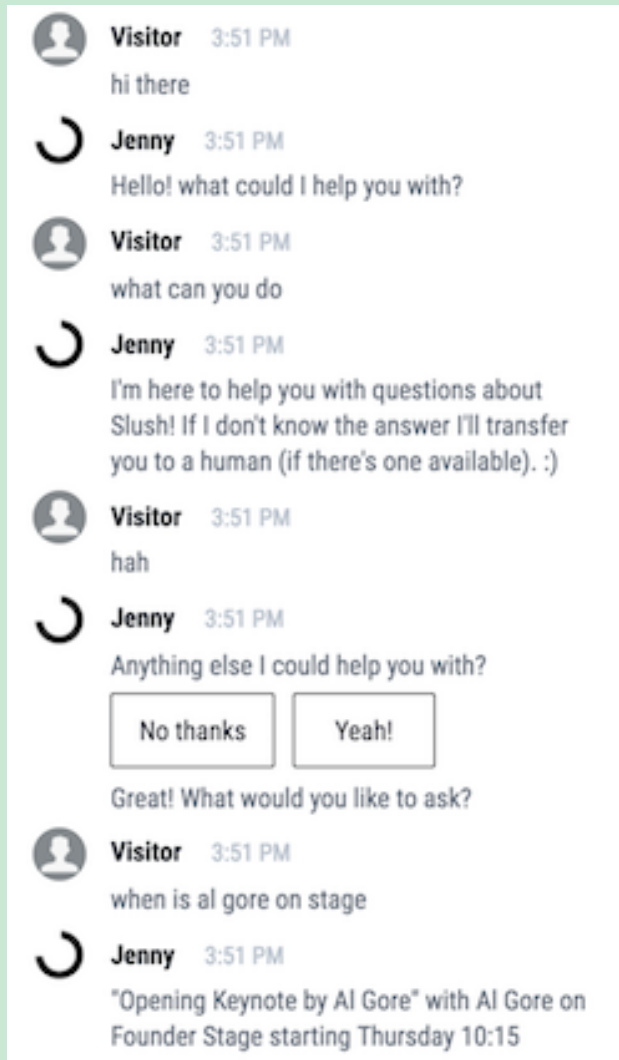 Visitor 3:51 PM
hi there
Jenny 3:51 PM
Hello! what could I help you with?
Visitor 3:51 PM
what can you do
Jenny 3:51 PM
I'm here to help you with questions about
Slush! If I don't know the answer I'll transfer
you to a human (if there's one available). :)
Visitor 3:51 PM
hah
Jenny 3:51 PM
Anything else I could help you with?
No thanks Yeah!
Great! What would you like to ask?
Visitor 3:51 PM
when is al gore on stage
Jenny 3:51 PM
"Opening Keynote by Al Gore" with Al Gore on
Founder Stage starting Thursday 10:15